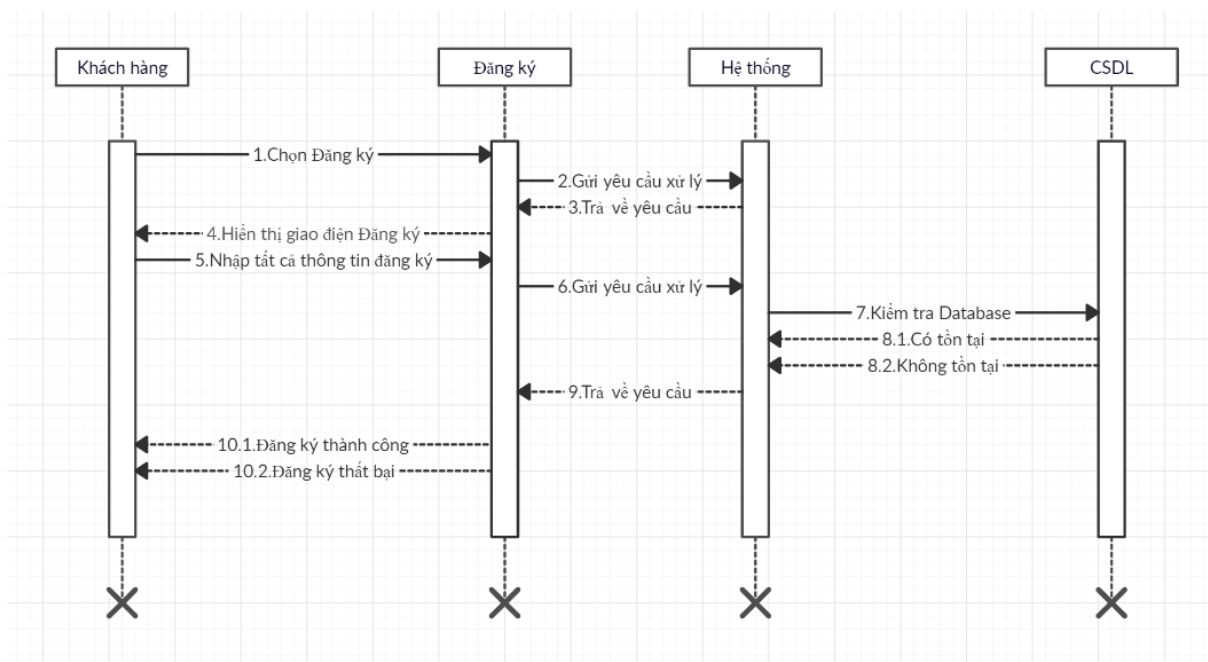 Khách hàng
Đăng ký
Hệ thống
CSDL
1.Chọn Đăng ký
2.Gửi yêu cầu xử lý
3.Trả về yêu cầu
4.Hiển thị giao điện Đăng ký
5.Nhập tất cả thông tin đăng ký
6.Gửi yêu cầu xử lý
7.Kiểm tra Database
8.1.Có tồn tại
8.2.Không tồn tại
9.Trả về yêu cầu
10.1.Đăng ký thành công
10.2.Đăng ký thất bại